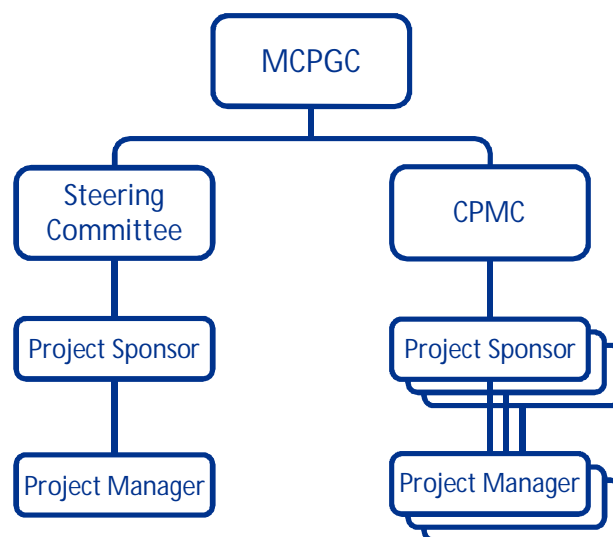 MCPGC
Steering
Committee
CPMC
Project Sponsor
Project Sponsor
Project Manager
Project Manager